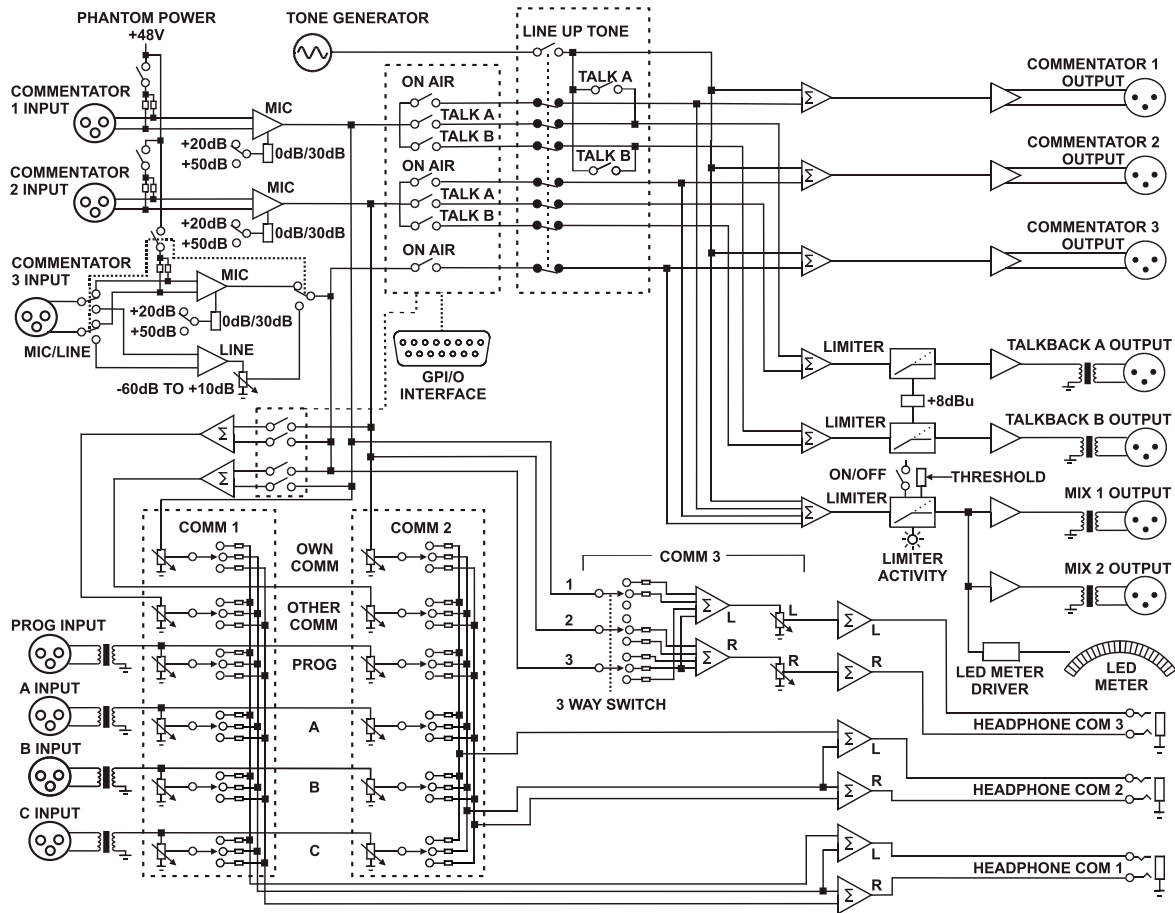 PHANTOM POWER
+48V
TONE GENERATOR
LINE UP TONE
COMMENTATOR
1 INPUT
MIC
+20dB
+50dB
0dB/30dB
ON AIR
TALK A
TALK B
TALK A
TALK B
Σ
COMMENTATOR 1
OUTPUT
COMMENTATOR
2 INPUT
MIC
+20dB
+50dB
0dB/30dB
ON AIR
TALK A
TALK B
Σ
COMMENTATOR 2
OUTPUT
COMMENTATOR
3 INPUT
MIC
+20dB
+50dB
0dB/30dB
ON AIR
Σ
COMMENTATOR 3
OUTPUT
MIC/LINE
LINE
-60dB TO +10dB
GPI/O
INTERFACE
Σ
LIMITER
TALKBACK A OUTPUT
+8dBu
Σ
TALKBACK B OUTPUT
Σ
Σ
ON/OFF
THRESHOLD
Σ
LIMITER
LIMITER
ACTIVITY
MIX 1 OUTPUT
MIX 2 OUTPUT
LED METER
DRIVER
LED
METER
COMM 1
COMM 2
OWN
COMM
OTHER
COMM
PROG INPUT
PROG
A INPUT
A
B INPUT
B
C INPUT
C
COMM 3
1
2
3
3 WAY SWITCH
Σ
L
Σ
R
L
R
Σ
L
Σ
R
HEADPHONE COM 3
Σ
L
Σ
R
HEADPHONE COM 2
Σ
L
Σ
R
HEADPHONE COM 1